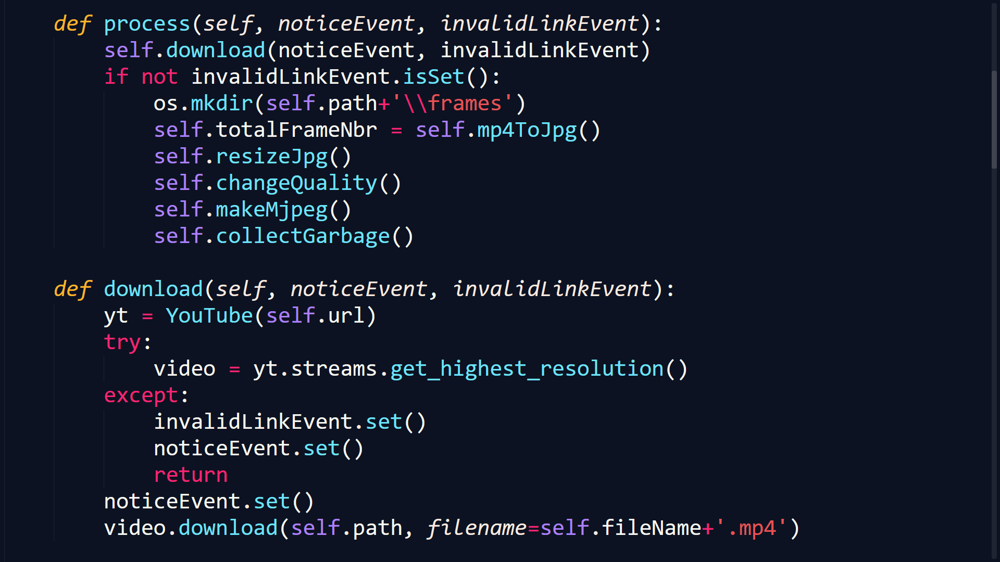 def process(self, noticeEvent, invalidLinkEvent):
    self.download(noticeEvent, invalidLinkEvent)
    if not invalidLinkEvent.isSet():
        os.mkdir(self.path+'\\frames')
        self.totalFrameNbr = self.mp4ToJpg()
        self.resizeJpg()
        self.changeQuality()
        self.makeMjpeg()
        self.collectGarbage()

def download(self, noticeEvent, invalidLinkEvent):
    yt = YouTube(self.url)
    try:
        video = yt.streams.get_highest_resolution()
    except:
        invalidLinkEvent.set()
        noticeEvent.set()
        return
    noticeEvent.set()
    video.download(self.path, filename=self.fileName+'.mp4')